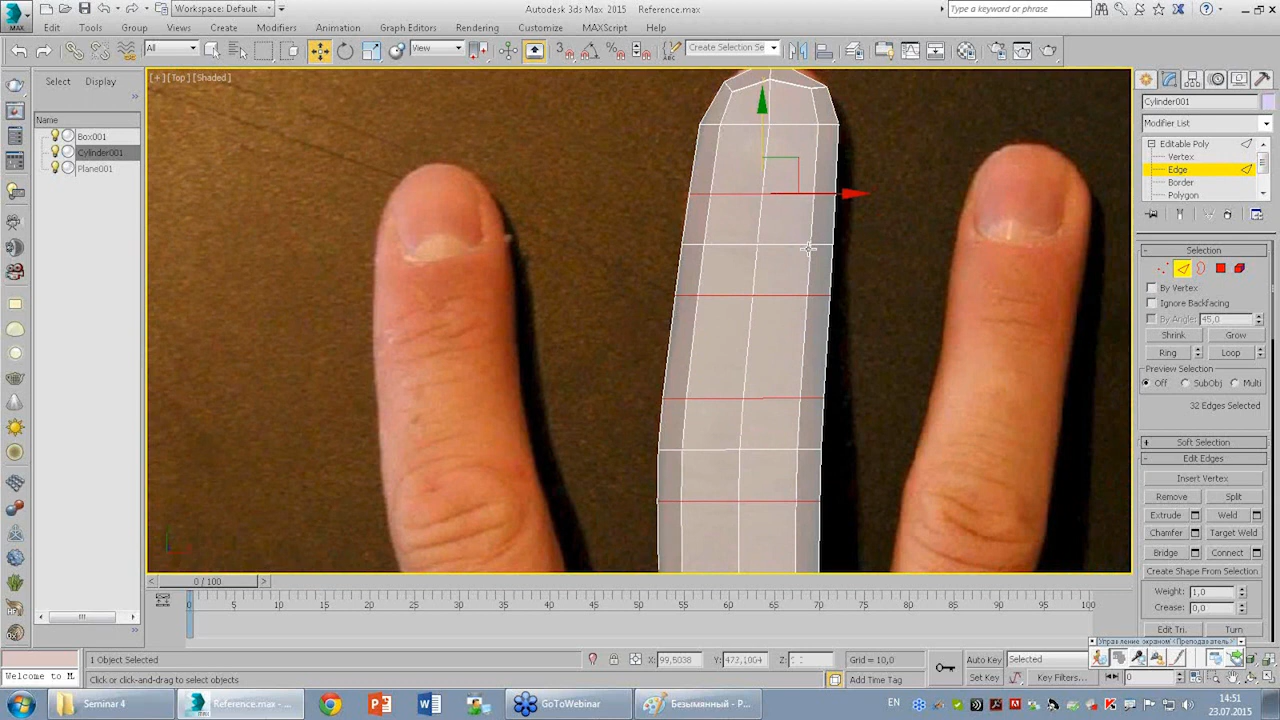 Autodesk 3ds Max 2015 Reference.max
Workspace: Default
Type a keyword or phrase
MAX
Edit Tools Group Views Create Modifiers Animation Graph Editors Rendering Customize MAXScript Help
All
View
Create Selection Se
Select Display
Name
Box001
Cylinder001
Plane001
[+] [Top] [Shaded]
Cylinder001
Modifier List
Editable Poly
Vertex
Edge
Border
Polygon
Selection
By Vertex
Ignore Backfacing
By Angle: 45,0
Shrink Grow
Ring Loop
Preview Selection
Off SubObj Multi
32 Edges Selected
Soft Selection
Edit Edges
Insert Vertex
Remove Split
Extrude Weld
Chamfer Target Weld
Bridge Connect
Create Shape From Selection
Weight: 1,0
Crease: 0,0
Edit Tri. Turn
Управление экраном "(Преподаватель)"
0 / 100
0 5 10 15 20 25 30 35 40 45 50 55 60 65 70 75 80 85 90 95 100
1 Object Selected
X: 99,5038 Y: 473,1004 Z:
Grid = 10,0
Auto Key Selected
Welcome to M
Click or click-and-drag to select objects
Add Time Tag
Set Key Key Filters...
0
Seminar 4
Reference.max - ...
GoToWebinar
Безымянный - P...
EN
14:51
23.07.2015